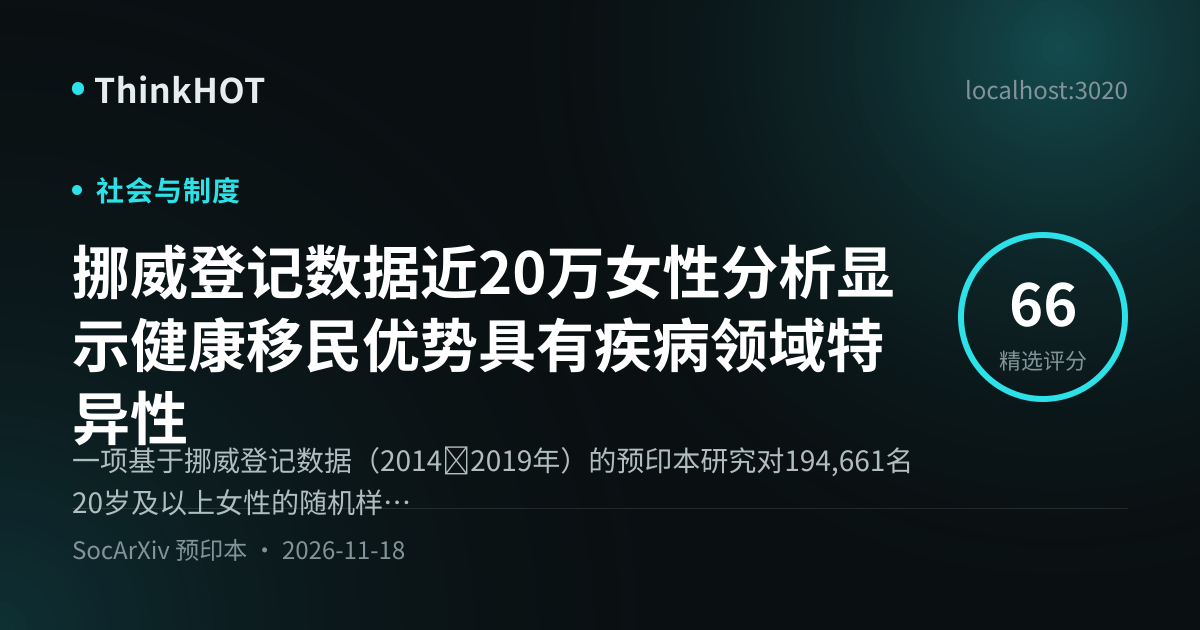 ThinkHOT
localhost:3020
社会与制度
挪威登记数据近20万女性分析显
示健康移民优势具有疾病领域特
异性
66
精选评分
一项基于挪威登记数据（2014☒2019年）的预印本研究对194,661名
20岁及以上女性的随机样…
SocArXiv 预印本 · 2026-11-18